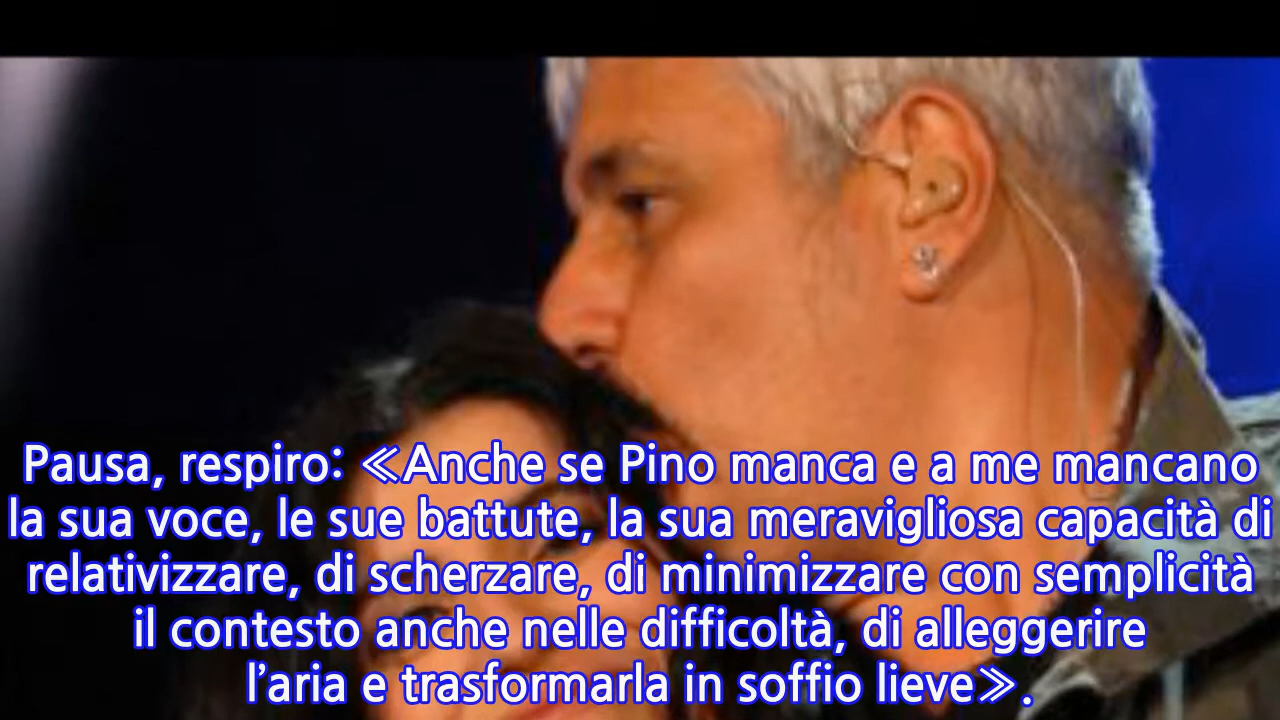 Pausa, respiro: ≪Anche se Pino manca e a me mancano
la sua voce, le sue battute, la sua meravigliosa capacità di
relativizzare, di scherzare, di minimizzare con semplicità
il contesto anche nelle difficoltà, di alleggerire
l’aria e trasformarla in soffio lieve≫.